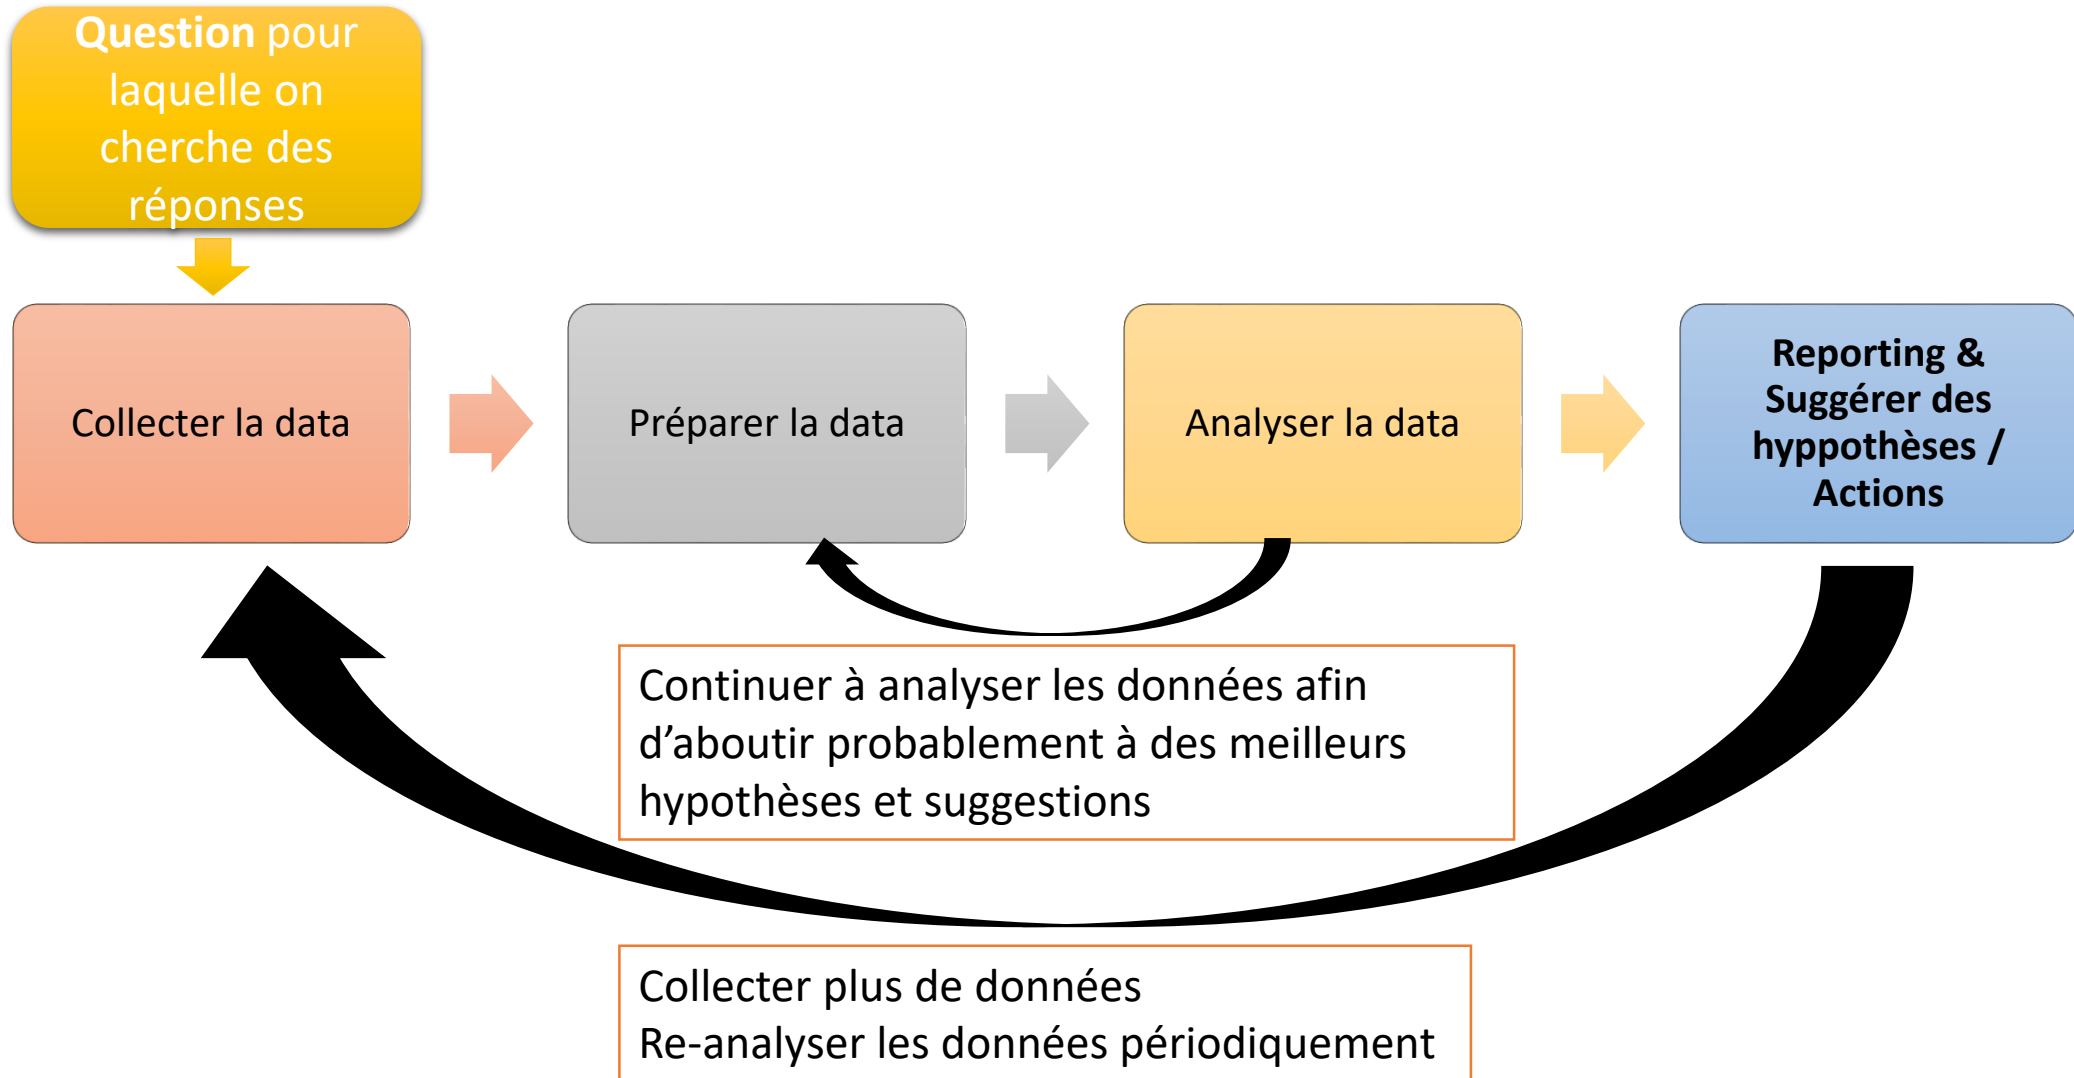 Question pour
laquelle on
cherche des
réponses
Collecter la data
Préparer la data
Analyser la data
Reporting &
Suggérer des
hyppothèses /
Actions
Continuer à analyser les données afin
d’aboutir probablement à des meilleurs
hypothèses et suggestions
Collecter plus de données
Re-analyser les données périodiquement